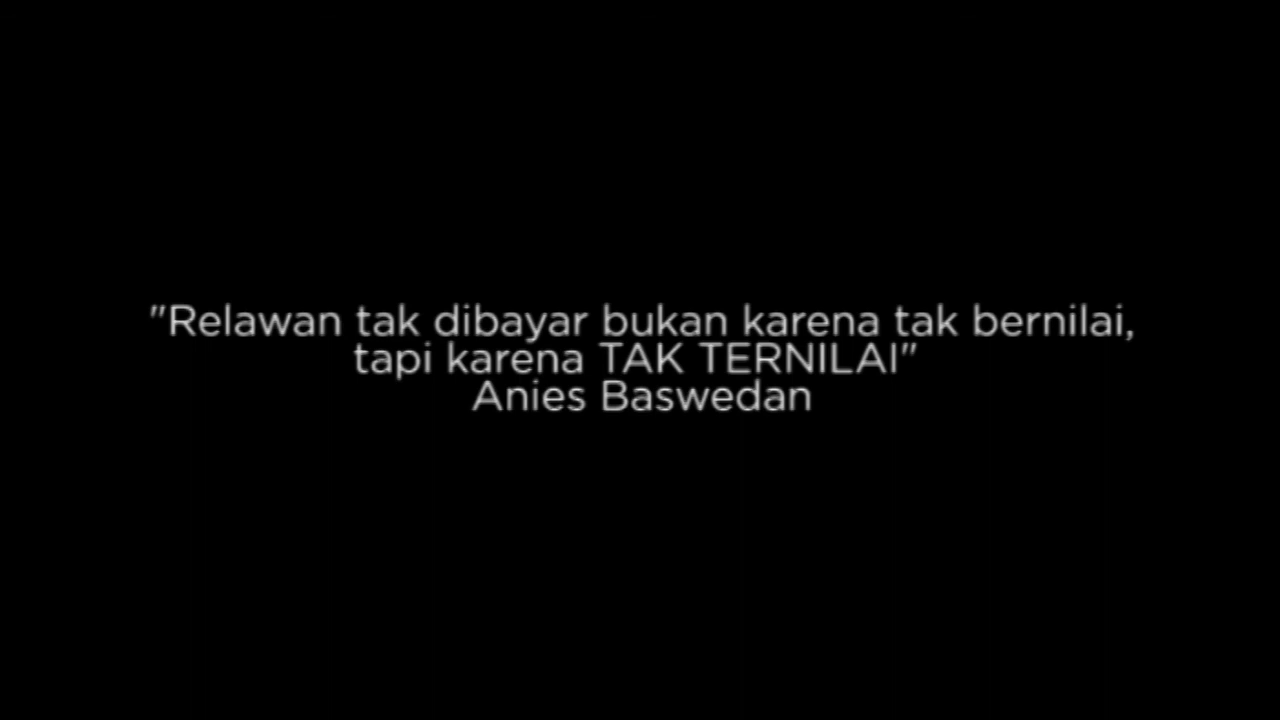 "Relawan tak dibayar bukan karena tak bernilai,
tapi karena TAK TERNILAI"
Anies Baswedan